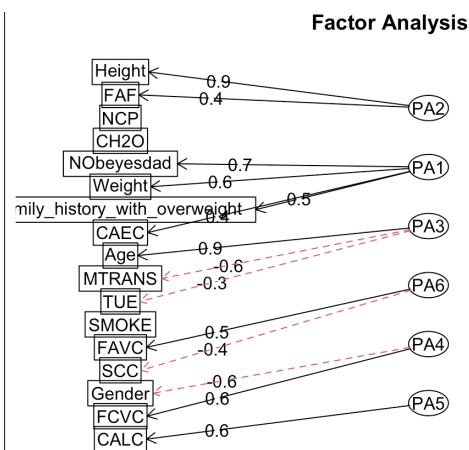 Factor Analysis
Height
FAF
NCP
CH2O
NObeyesdad
Weight
mily_history_with_overweight
CAEC
Age
MTRANS
TUE
SMOKE
FAVC
SCC
Gender
FCVC
CALC
0.9
0.4
0.7
0.6
0.5
0.4
0.9
-0.6
-0.3
0.5
-0.4
-0.6
0.6
0.6
PA2
PA1
PA3
PA6
PA4
PA5